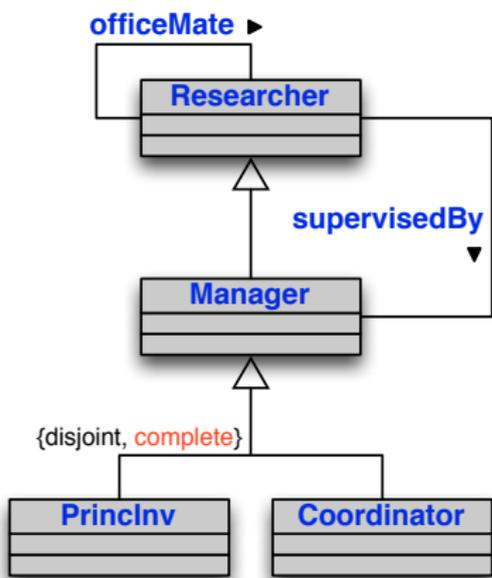 officeMate ►
Researcher
supervisedBy
▼
Manager
{disjoint, complete}
PrincInv
Coordinator